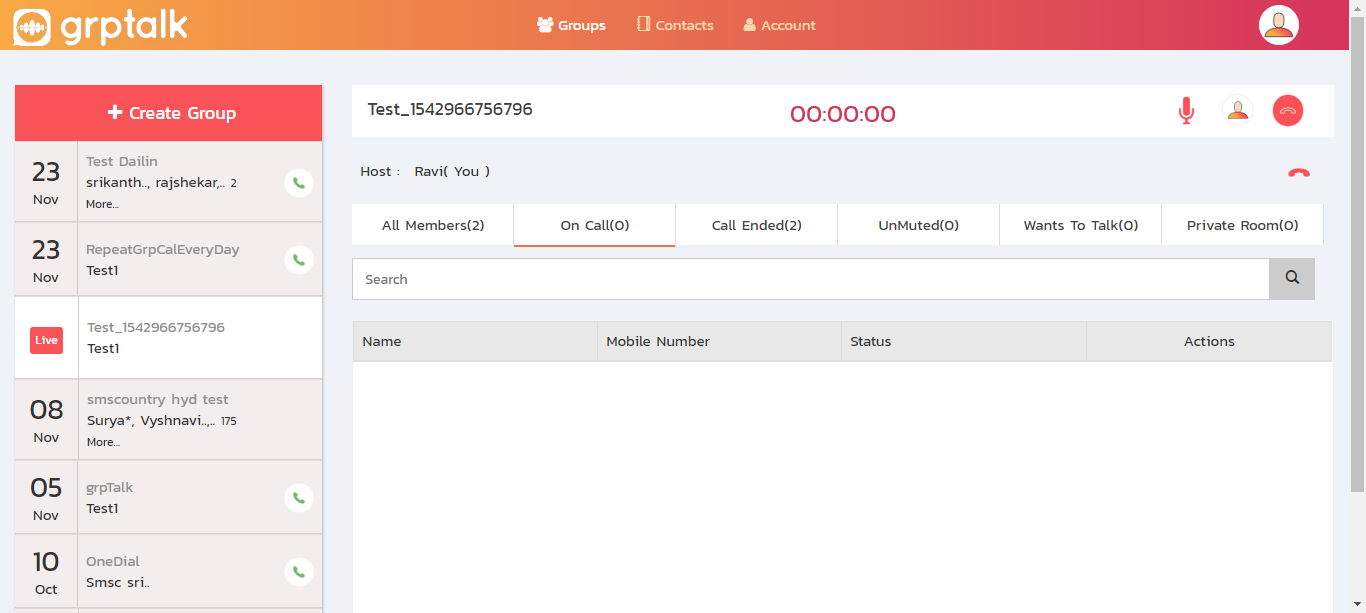 grptalk
Groups
Contacts
Account
Create Group
23
Nov
Test Dailin
srikanth.., rajshekar,.. 2
More...
23
Nov
RepeatGrpCalEveryDay
Test1
Live
Test_1542966756796
Test1
08
Nov
smscountry hyd test
Surya*, Vyshnavi..,.. 175
More...
05
Nov
grpTalk
Test1
10
Oct
OneDial
Smsc sri..
Test_1542966756796
00:00:00
Host : Ravi( You )
All Members(2)
On Call(0)
Call Ended(2)
UnMuted(0)
Wants To Talk(0)
Private Room(0)
Search
Name
Mobile Number
Status
Actions